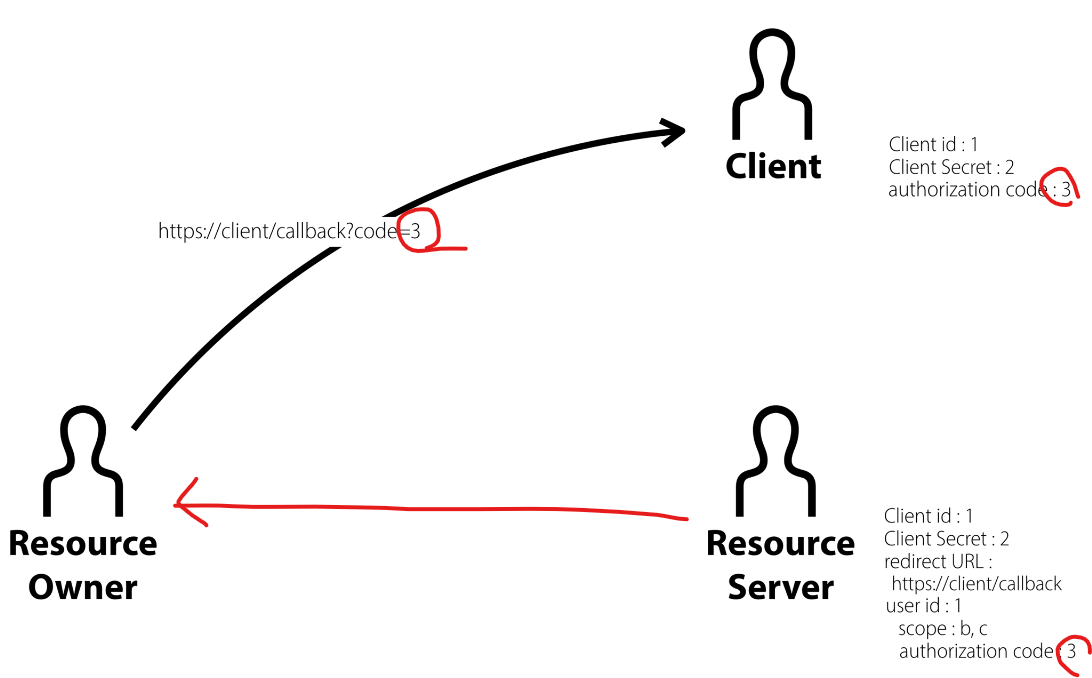 Client
Client id : 1
Client Secret : 2
authorization code : 3
https://client/callback?code=3
Resource
Owner
Resource
Server
Client id : 1
Client Secret : 2
redirect URL :
https://client/callback
user id : 1
scope : b, c
authorization code : 3